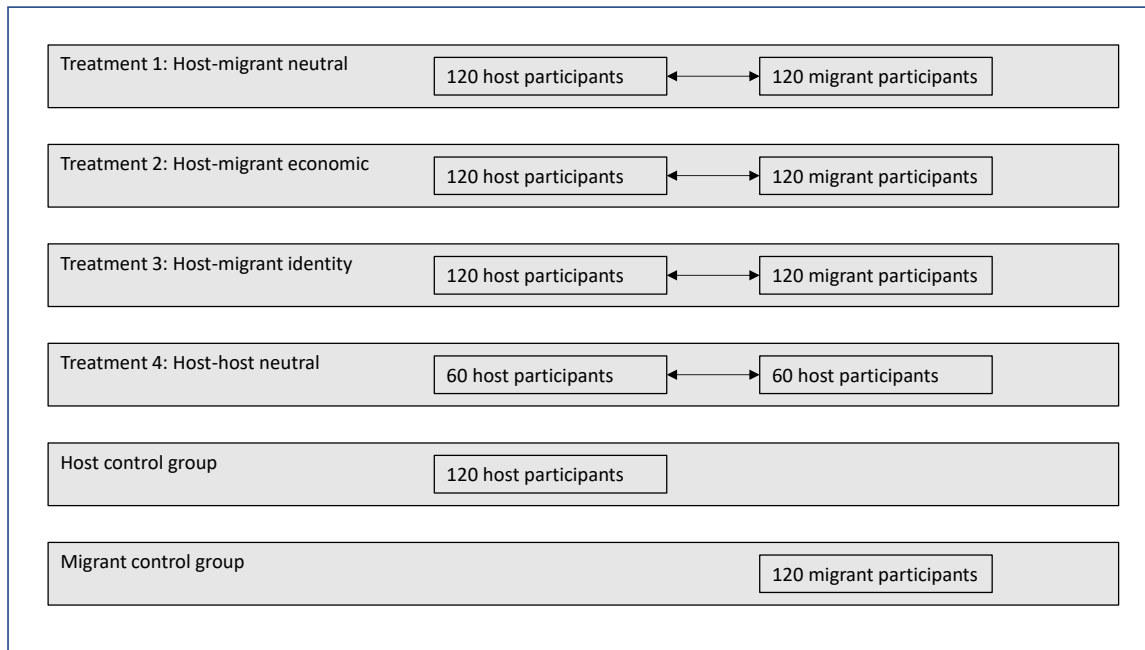 Treatment 1: Host-migrant neutral
120 host participants
120 migrant participants
Treatment 2: Host-migrant economic
120 host participants
120 migrant participants
Treatment 3: Host-migrant identity
120 host participants
120 migrant participants
Treatment 4: Host-host neutral
60 host participants
60 host participants
Host control group
120 host participants
Migrant control group
120 migrant participants